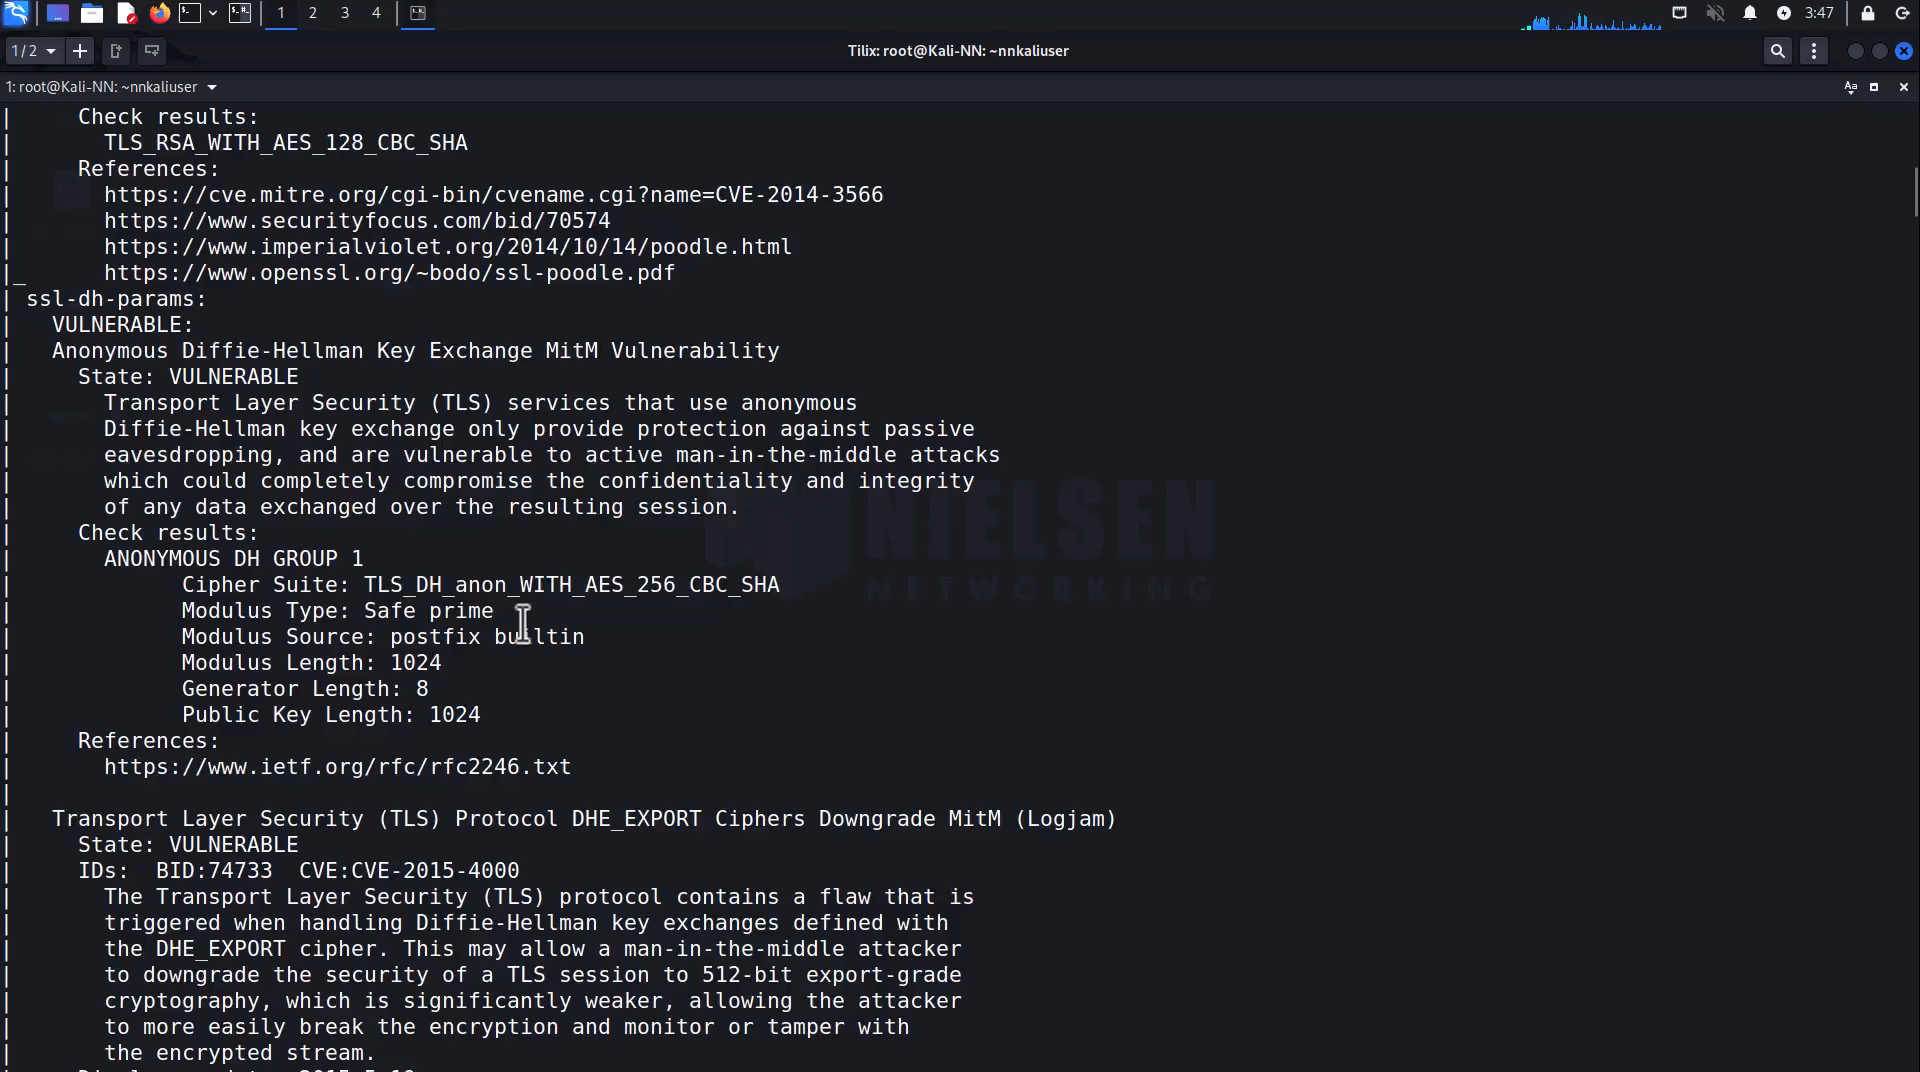 1 2 3 4 3:47
1/2 Tilix: root@Kali-NN: ~nnkaliuser
1: root@Kali-NN: ~nnkaliuser
| Check results:
| TLS_RSA_WITH_AES_128_CBC_SHA
| References:
| https://cve.mitre.org/cgi-bin/cvename.cgi?name=CVE-2014-3566
| https://www.securityfocus.com/bid/70574
| https://www.imperialviolet.org/2014/10/14/poodle.html
|_ https://www.openssl.org/~bodo/ssl-poodle.pdf
| ssl-dh-params:
| VULNERABLE:
| Anonymous Diffie-Hellman Key Exchange MitM Vulnerability
| State: VULNERABLE
| Transport Layer Security (TLS) services that use anonymous
| Diffie-Hellman key exchange only provide protection against passive
| eavesdropping, and are vulnerable to active man-in-the-middle attacks
| which could completely compromise the confidentiality and integrity
| of any data exchanged over the resulting session.
| Check results:
| ANONYMOUS DH GROUP 1
| Cipher Suite: TLS_DH_anon_WITH_AES_256_CBC_SHA
| Modulus Type: Safe prime
| Modulus Source: postfix builtin
| Modulus Length: 1024
| Generator Length: 8
| Public Key Length: 1024
| References:
| https://www.ietf.org/rfc/rfc2246.txt
|
| Transport Layer Security (TLS) Protocol DHE_EXPORT Ciphers Downgrade MitM (Logjam)
| State: VULNERABLE
| IDs: BID:74733 CVE:CVE-2015-4000
| The Transport Layer Security (TLS) protocol contains a flaw that is
| triggered when handling Diffie-Hellman key exchanges defined with
| the DHE_EXPORT cipher. This may allow a man-in-the-middle attacker
| to downgrade the security of a TLS session to 512-bit export-grade
| cryptography, which is significantly weaker, allowing the attacker
| to more easily break the encryption and monitor or tamper with
| the encrypted stream.
NIELSEN
NETWORKING